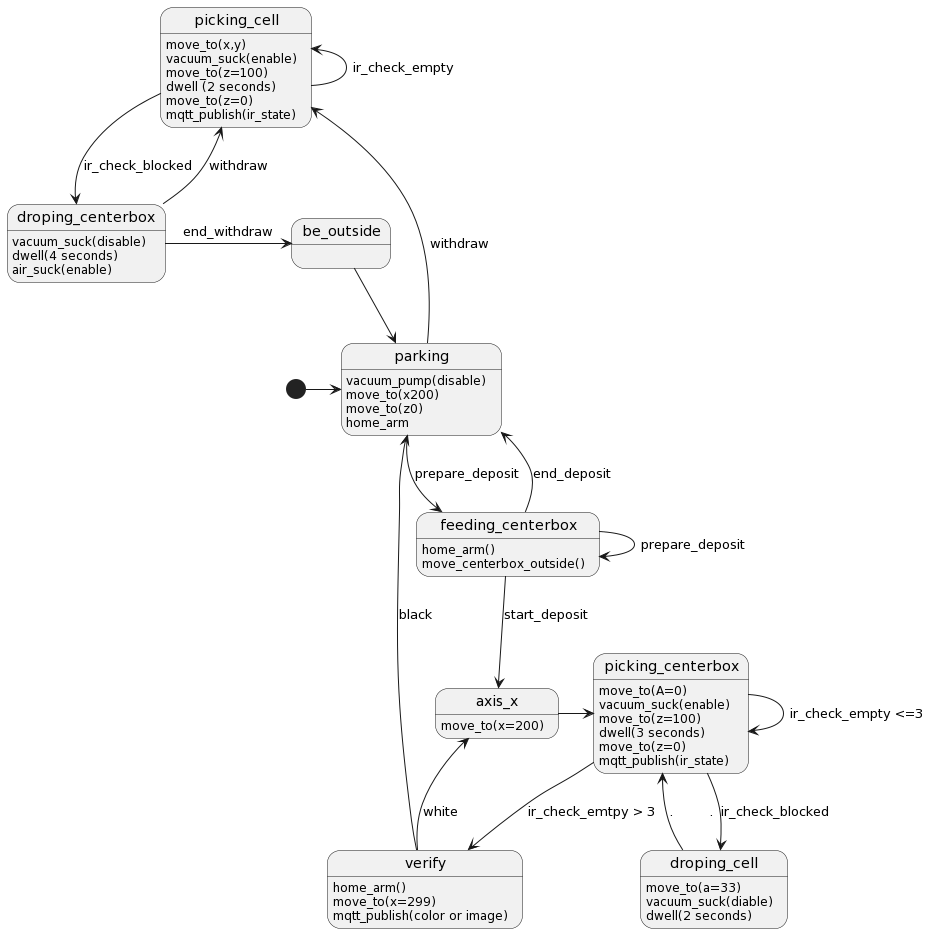 picking_cell
move_to(x,y)
vacuum_suck(enable)
move_to(z=100)
dwell (2 seconds)
move_to(z=0)
mqtt_publish(ir_state)
ir_check_empty
ir_check_blocked
withdraw
droping_centerbox
vacuum_suck(disable)
dwell(4 seconds)
air_suck(enable)
end_withdraw
be_outside
withdraw
parking
vacuum_pump(disable)
move_to(x200)
move_to(z0)
home_arm
prepare_deposit
end_deposit
feeding_centerbox
home_arm()
move_centerbox_outside()
prepare_deposit
black
start_deposit
picking_centerbox
move_to(A=0)
vacuum_suck(enable)
move_to(z=100)
dwell(3 seconds)
move_to(z=0)
mqtt_publish(ir_state)
ir_check_empty <=3
axis_x
move_to(x=200)
white
ir_check_emtpy > 3
.
.
ir_check_blocked
verify
home_arm()
move_to(x=299)
mqtt_publish(color or image)
droping_cell
move_to(a=33)
vacuum_suck(diable)
dwell(2 seconds)